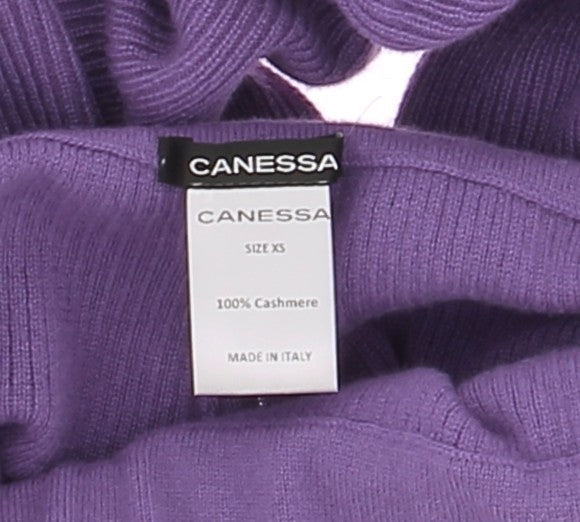 CANESSA
CANESSA
SIZE XS
100% Cashmere
MADE IN ITALY